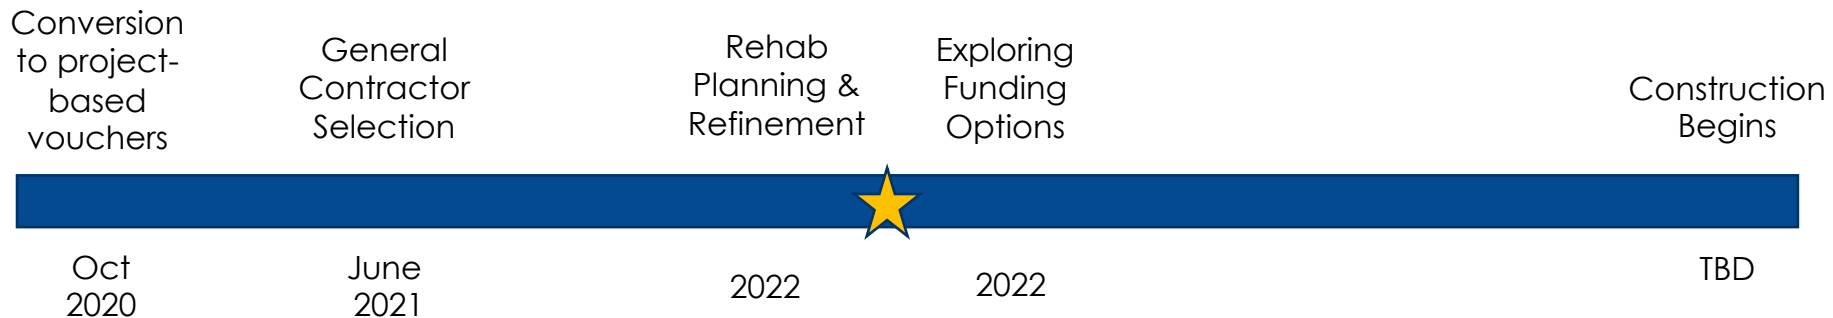 Conversion
to project-
based
vouchers
General
Contractor
Selection
Rehab
Planning &
Refinement
Exploring
Funding
Options
Construction
Begins
Oct
2020
June
2021
2022
2022
TBD